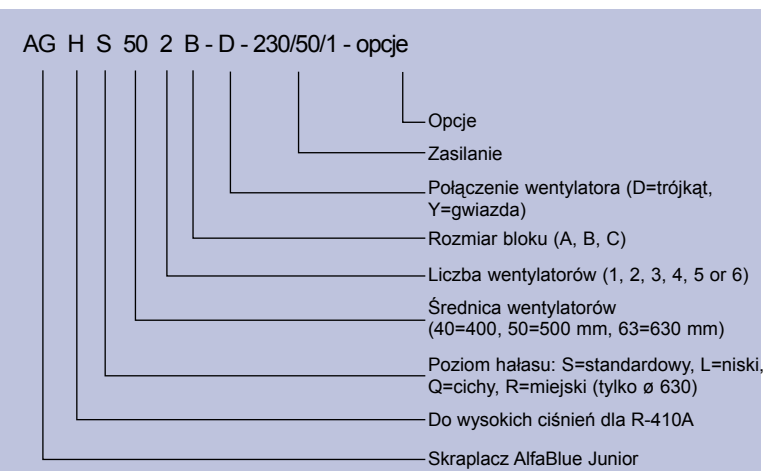 AG H S 50 2 B - D - 230/50/1 - opcje
Opcje
Zasilanie
Połączenie wentylatora (D=trójkąt,
Y=gwiazda)
Rozmiar bloku (A, B, C)
Liczba wentylatorów (1, 2, 3, 4, 5 or 6)
Średnica wentylatorów
(40=400, 50=500 mm, 63=630 mm)
Poziom hałasu: S=standardowy, L=niski,
Q=cichy, R=miejski (tylko ø 630)
Do wysokich ciśnień dla R-410A
Skraplacz AlfaBlue Junior